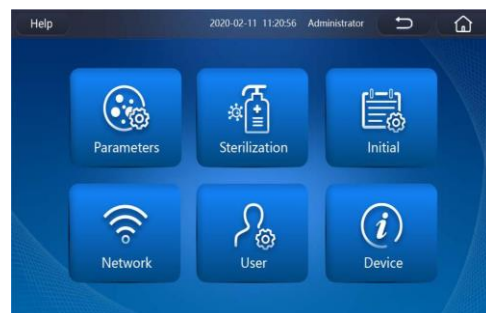 Help 2020-02-11 11:20:56 Administrator
Parameters Sterilization Initial
Network User Device